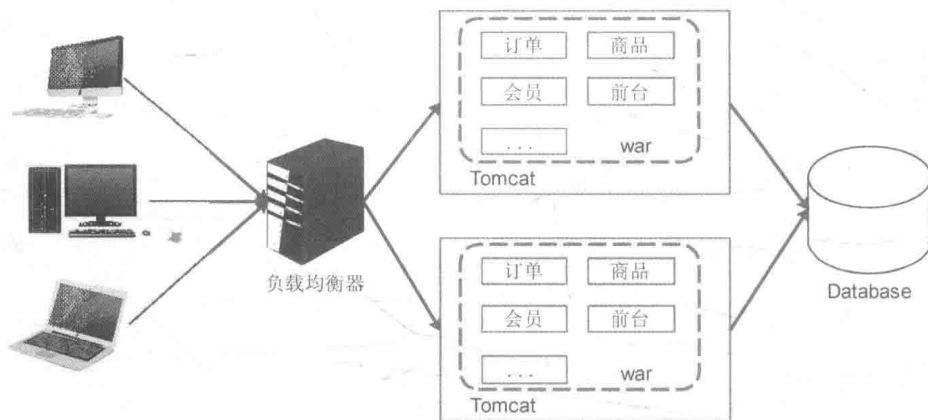 订单 商品
会员 前台
... war
Tomcat
负载均衡器
订单 商品
会员 前台
... war
Tomcat
Database